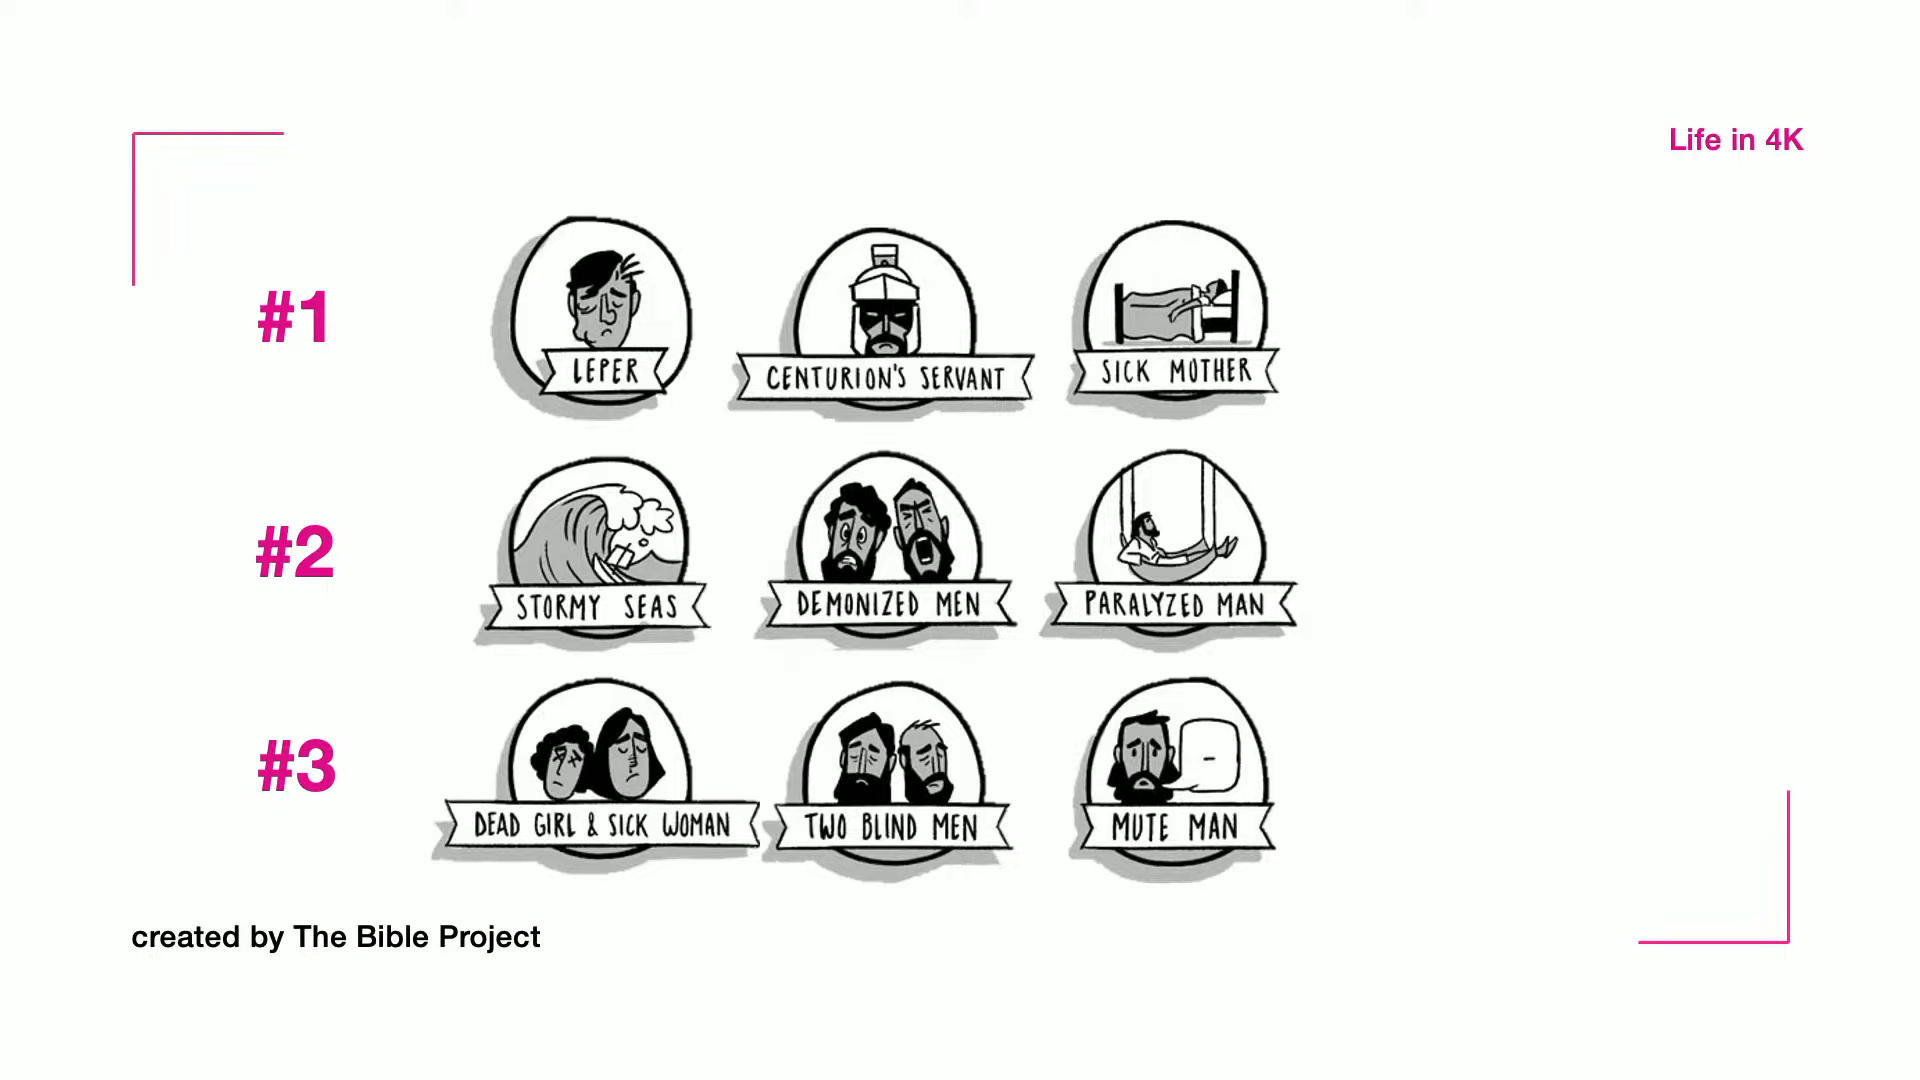 Life in 4K
#1
LEPER
CENTURION'S SERVANT
SICK MOTHER
#2
STORMY SEAS
DEMONIZED MEN
PARALYZED MAN
#3
DEAD GIRL & SICK WOMAN
TWO BLIND MEN
MUTE MAN
-
created by The Bible Project